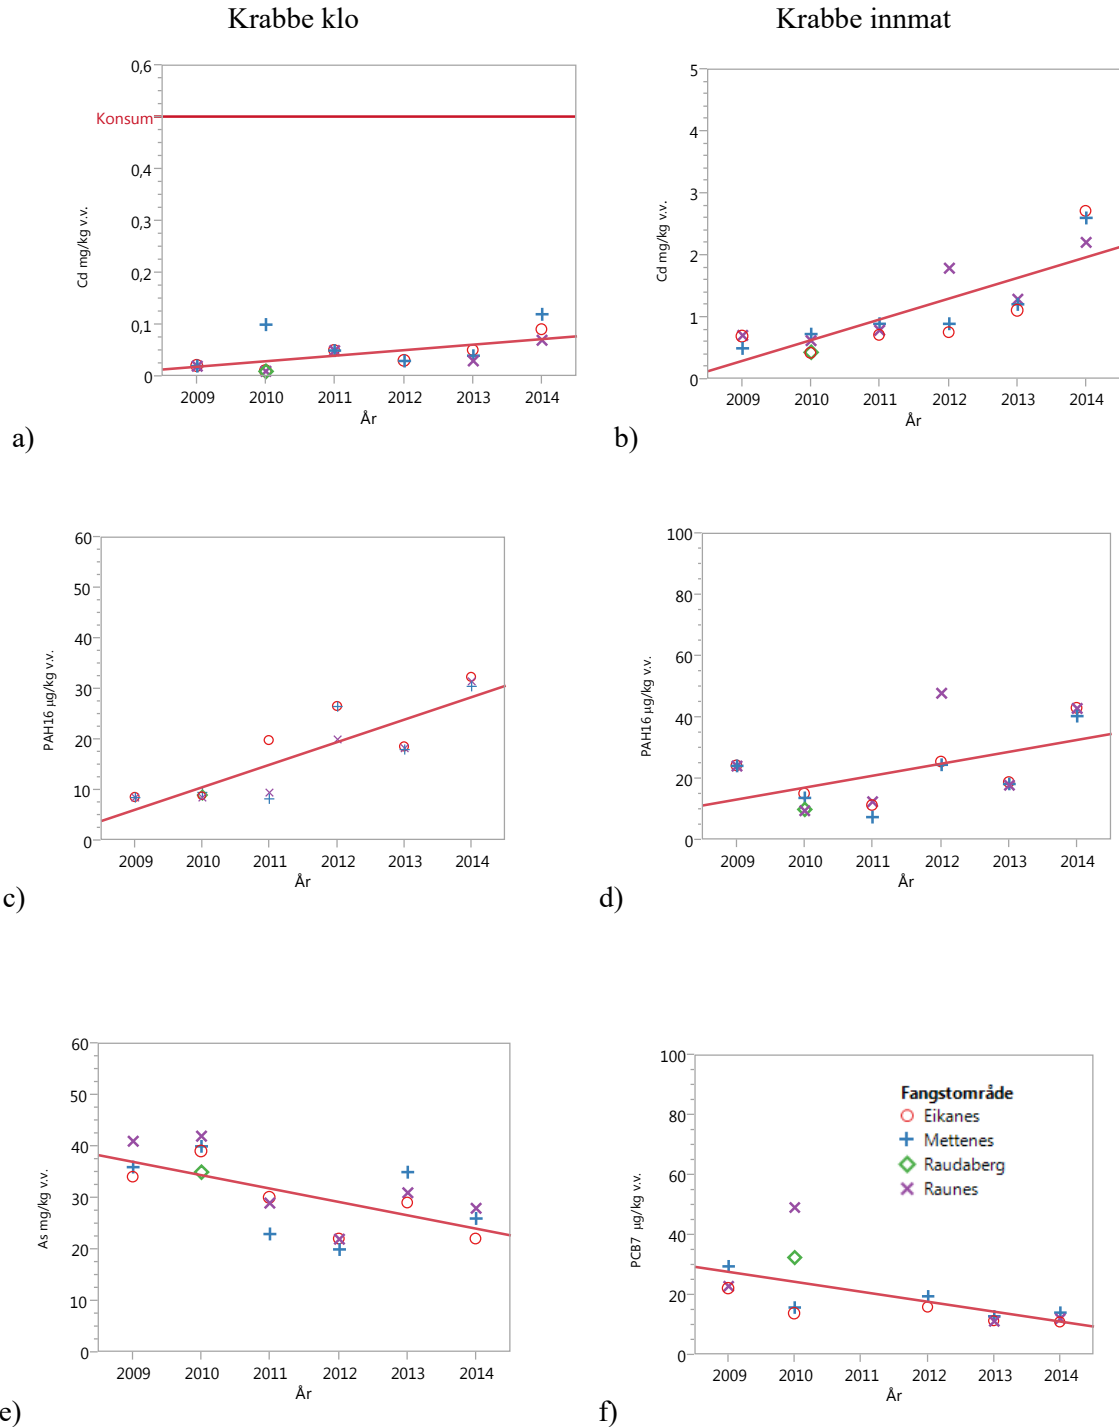 Krabbe klo
Krabbe innmat
0,6
Konsum
0,4
0,3
0,2
0,1
0
Cd mg/kg v.v.
2009 2010 2011 2012 2013 2014
År
a)
5
4
3
2
1
0
Cd mg/kg v.v.
2009 2010 2011 2012 2013 2014
År
b)
60
50
40
30
20
10
0
PAH16 µg/kg v.v.
2009 2010 2011 2012 2013 2014
År
c)
100
80
60
40
20
0
PAH16 µg/kg v.v.
2009 2010 2011 2012 2013 2014
År
d)
60
50
40
30
20
10
0
As mg/kg v.v.
2009 2010 2011 2012 2013 2014
År
e)
100
80
60
40
20
0
PCB7 µg/kg v.v.
Fangstområde
Eikanes
Mettenes
Raudaberg
Raunes
2009 2010 2011 2012 2013 2014
År
f)